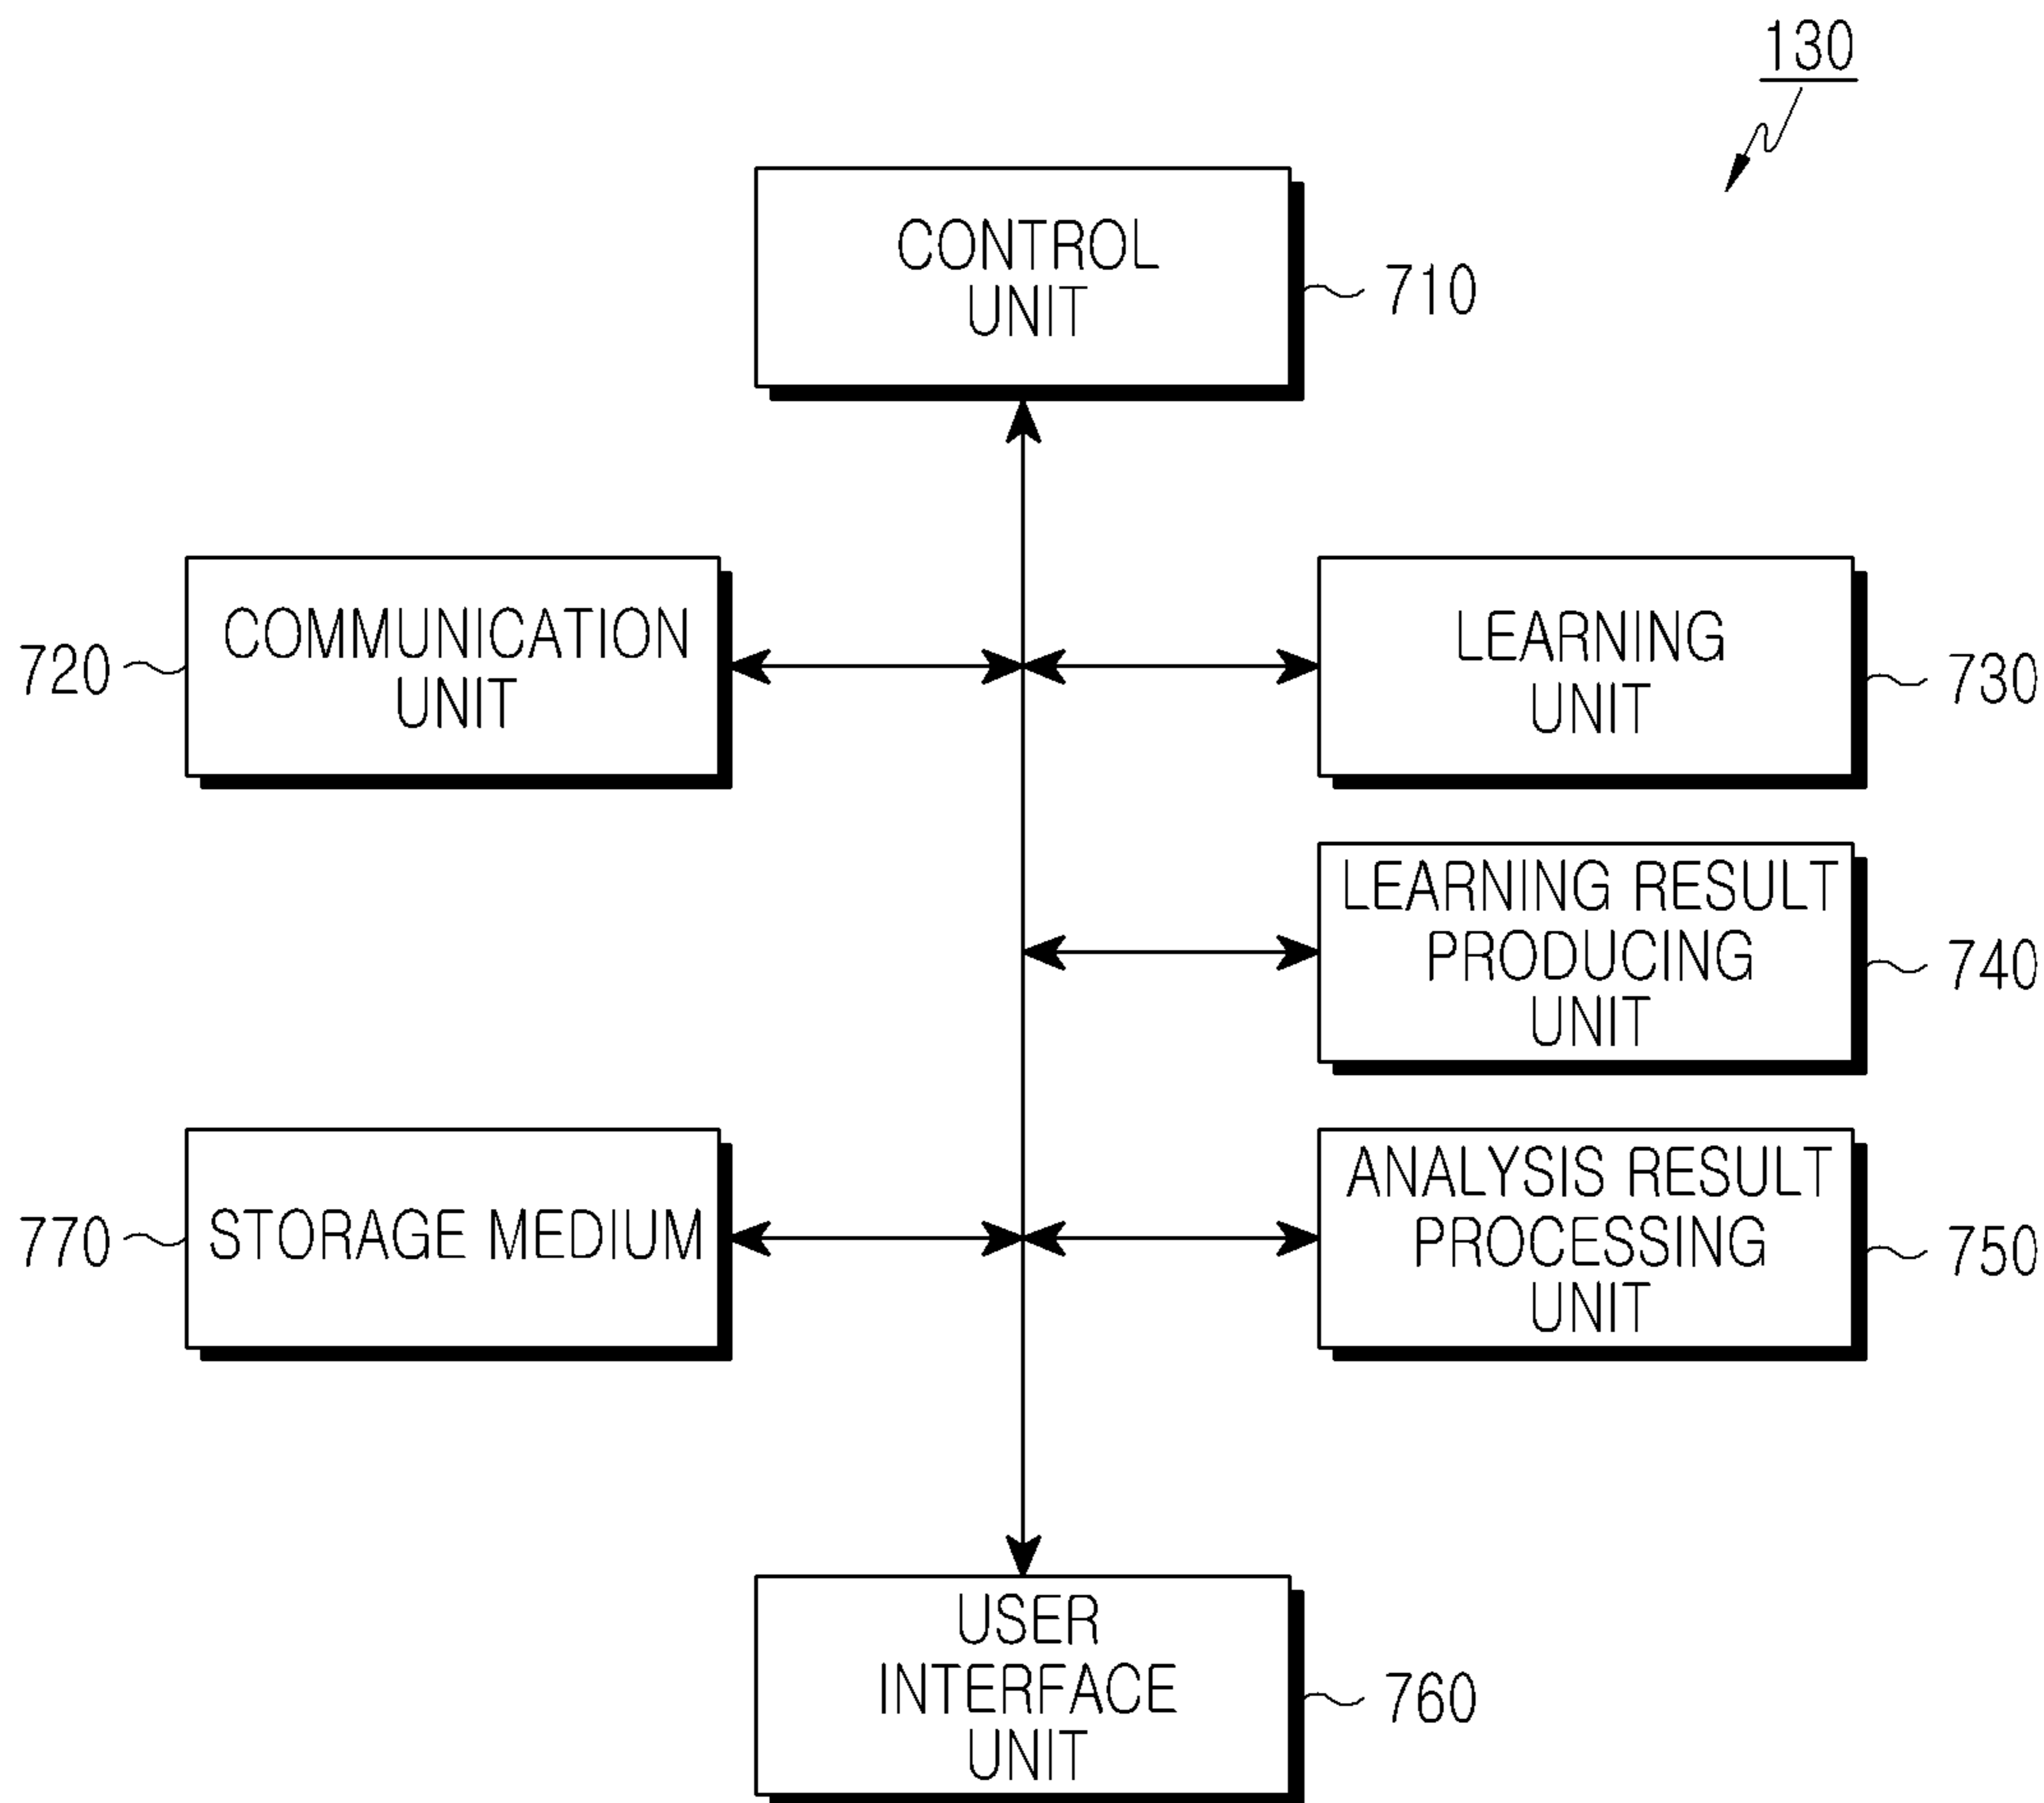 130
CONTROL
UNIT
710
COMMUNICATION
UNIT
720
LEARNING
UNIT
730
LEARNING RESULT
PRODUCING
UNIT
740
STORAGE MEDIUM
770
ANALYSIS RESULT
PROCESSING
UNIT
750
USER
INTERFACE
UNIT
760